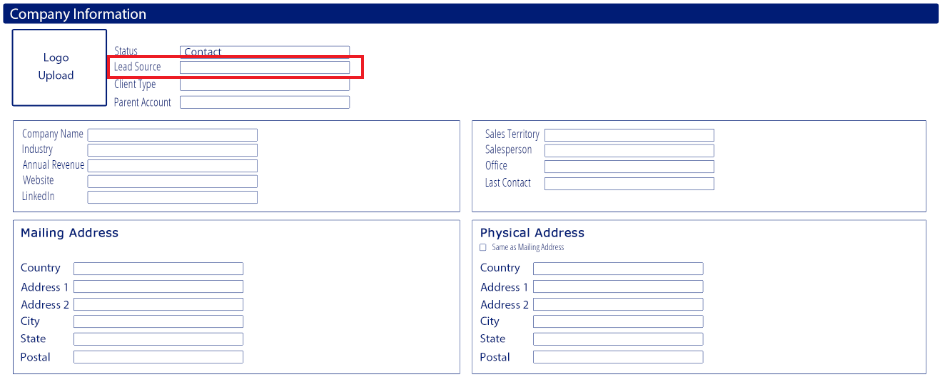 Company Information
Logo
Upload
Status Contact
Lead Source
Client Type
Parent Account
Company Name
Industry
Annual Revenue
Website
LinkedIn
Sales Territory
Salesperson
Office
Last Contact
Mailing Address
Country
Address 1
Address 2
City
State
Postal
Physical Address
Same as Mailing Address
Country
Address 1
Address 2
City
State
Postal